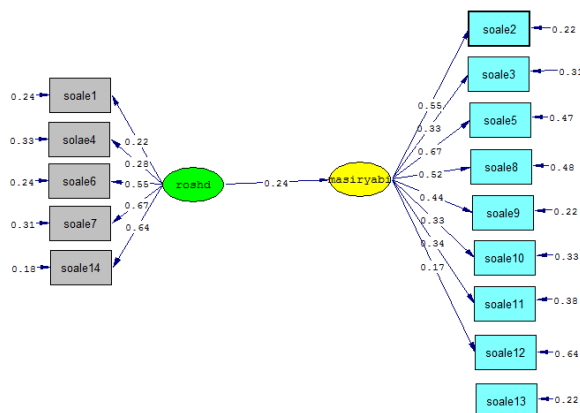 soale2
0.22
soale3
0.31
0.24
soale1
0.55
0.33
soale5
0.47
0.33
solae4
0.22
0.28
0.67
soale8
0.48
0.24
soale6
0.55
roshd
0.24
masiryabi
0.52
0.67
0.44
soale9
0.22
0.31
soale7
0.64
0.33
soale10
0.33
0.18
soale14
0.34
0.17
soale11
0.38
soale12
0.64
soale13
0.22